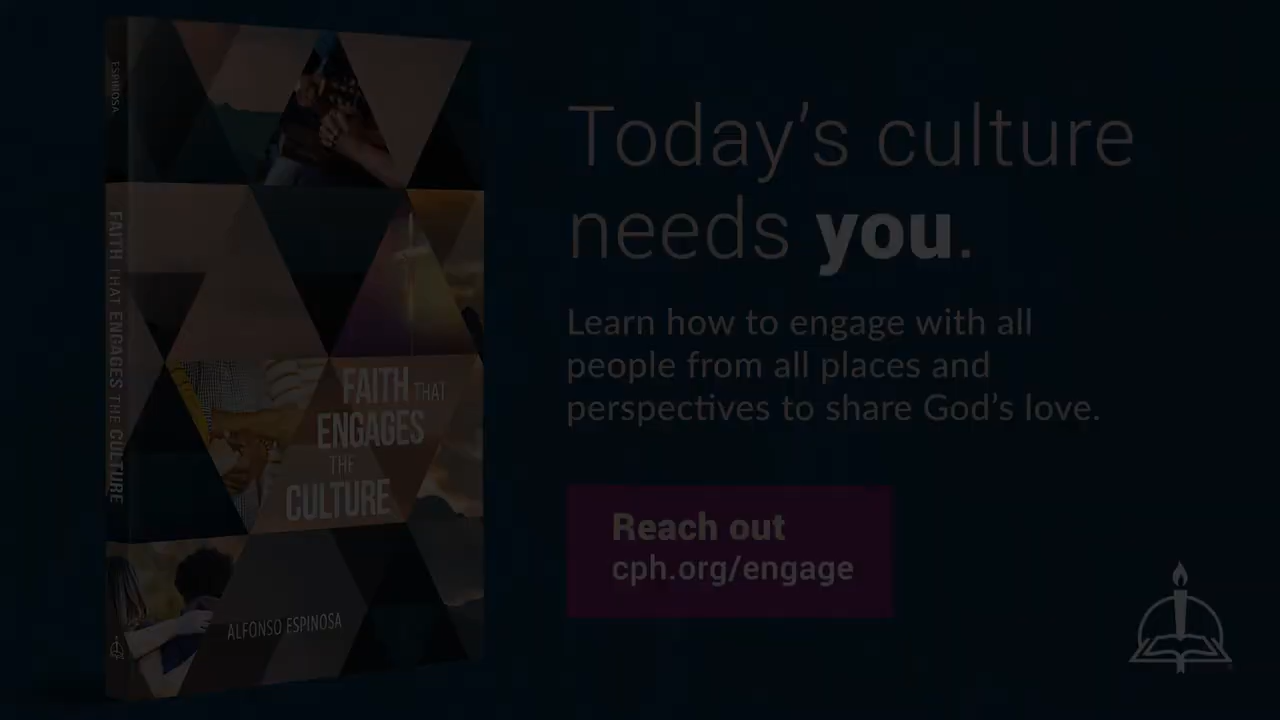 ESPINOSA
FAITH THAT ENGAGES THE CULTURE
FAITH THAT
ENGAGES
THE
CULTURE
ALFONSO ESPINOSA
Today's culture
needs you.
Learn how to engage with all
people from all places and
perspectives to share God's love.
Reach out
cph.org/engage